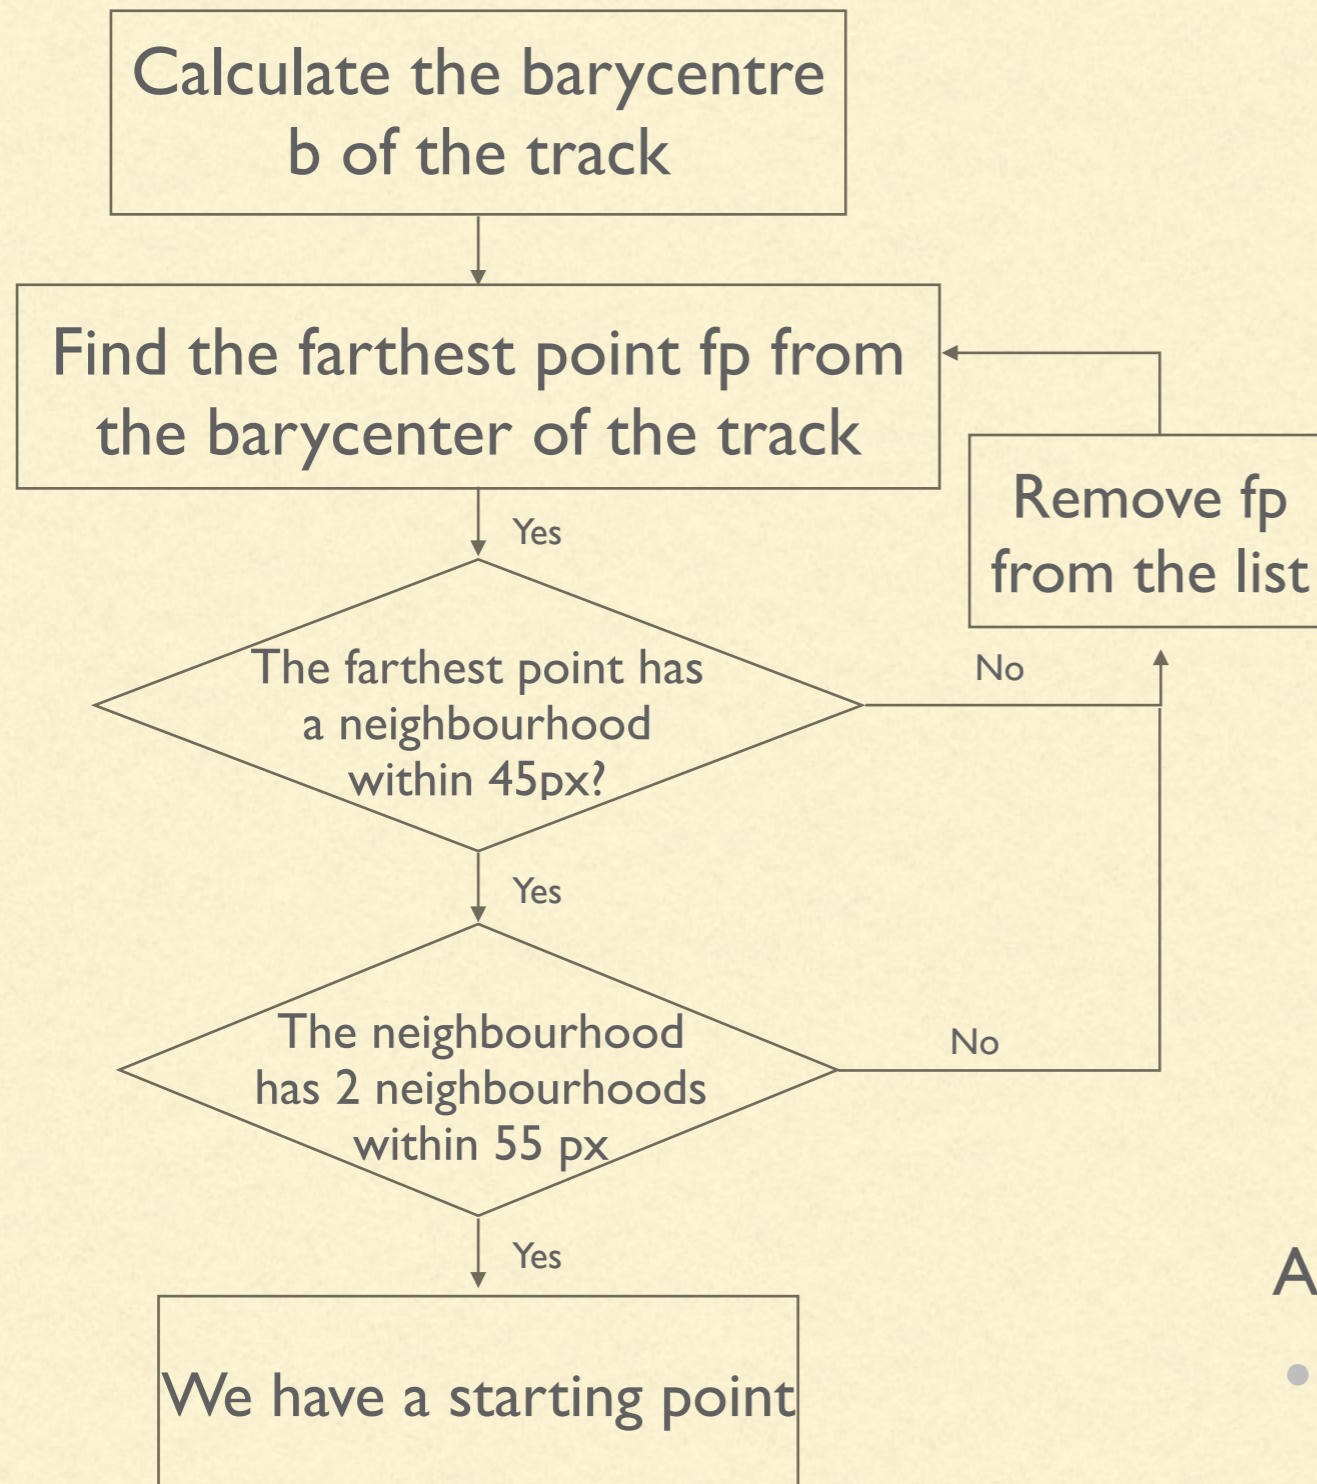 Calculate the barycentre
b of the track
Find the farthest point fp from
the barycenter of the track
Remove fp
from the list
Yes
The farthest point has
a neighbourhood
within 45px?
No
Yes
The neighbourhood
has 2 neighbourhoods
within 55 px
No
Yes
We have a starting point
A